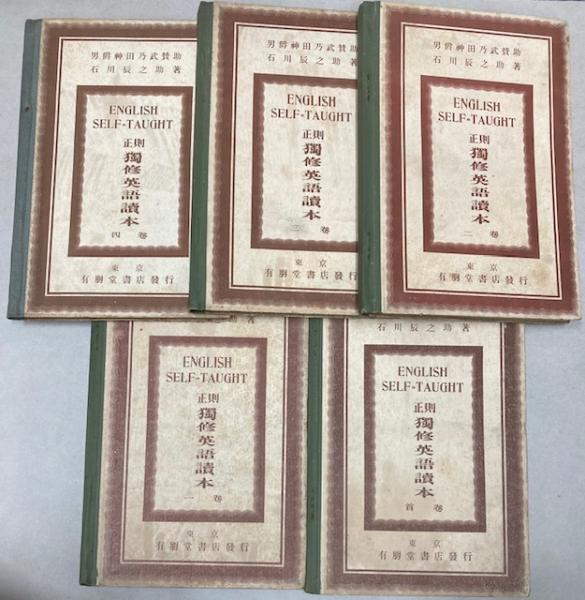 男爵神田乃武贊助
石川辰之助著
ENGLISH
SELF-TAUGHT
正則
獨修英語讀本
四卷
東京
有朋堂書店發行
男爵神田乃武贊助
石川辰之助著
ENGLISH
SELF-TAUGHT
正則
獨修英語讀本
三卷
東京
有朋堂書店發行
男爵神田乃武贊助
石川辰之助著
ENGLISH
SELF-TAUGHT
正則
獨修英語讀本
二卷
東京
有朋堂書店發行
之助著
ENGLISH
SELF-TAUGHT
正則
獨修英語讀本
一卷
東京
有朋堂書店發行
石川辰之助著
ENGLISH
SELF-TAUGHT
正則
獨修英語讀本
首卷
東京
有朋堂書店發行